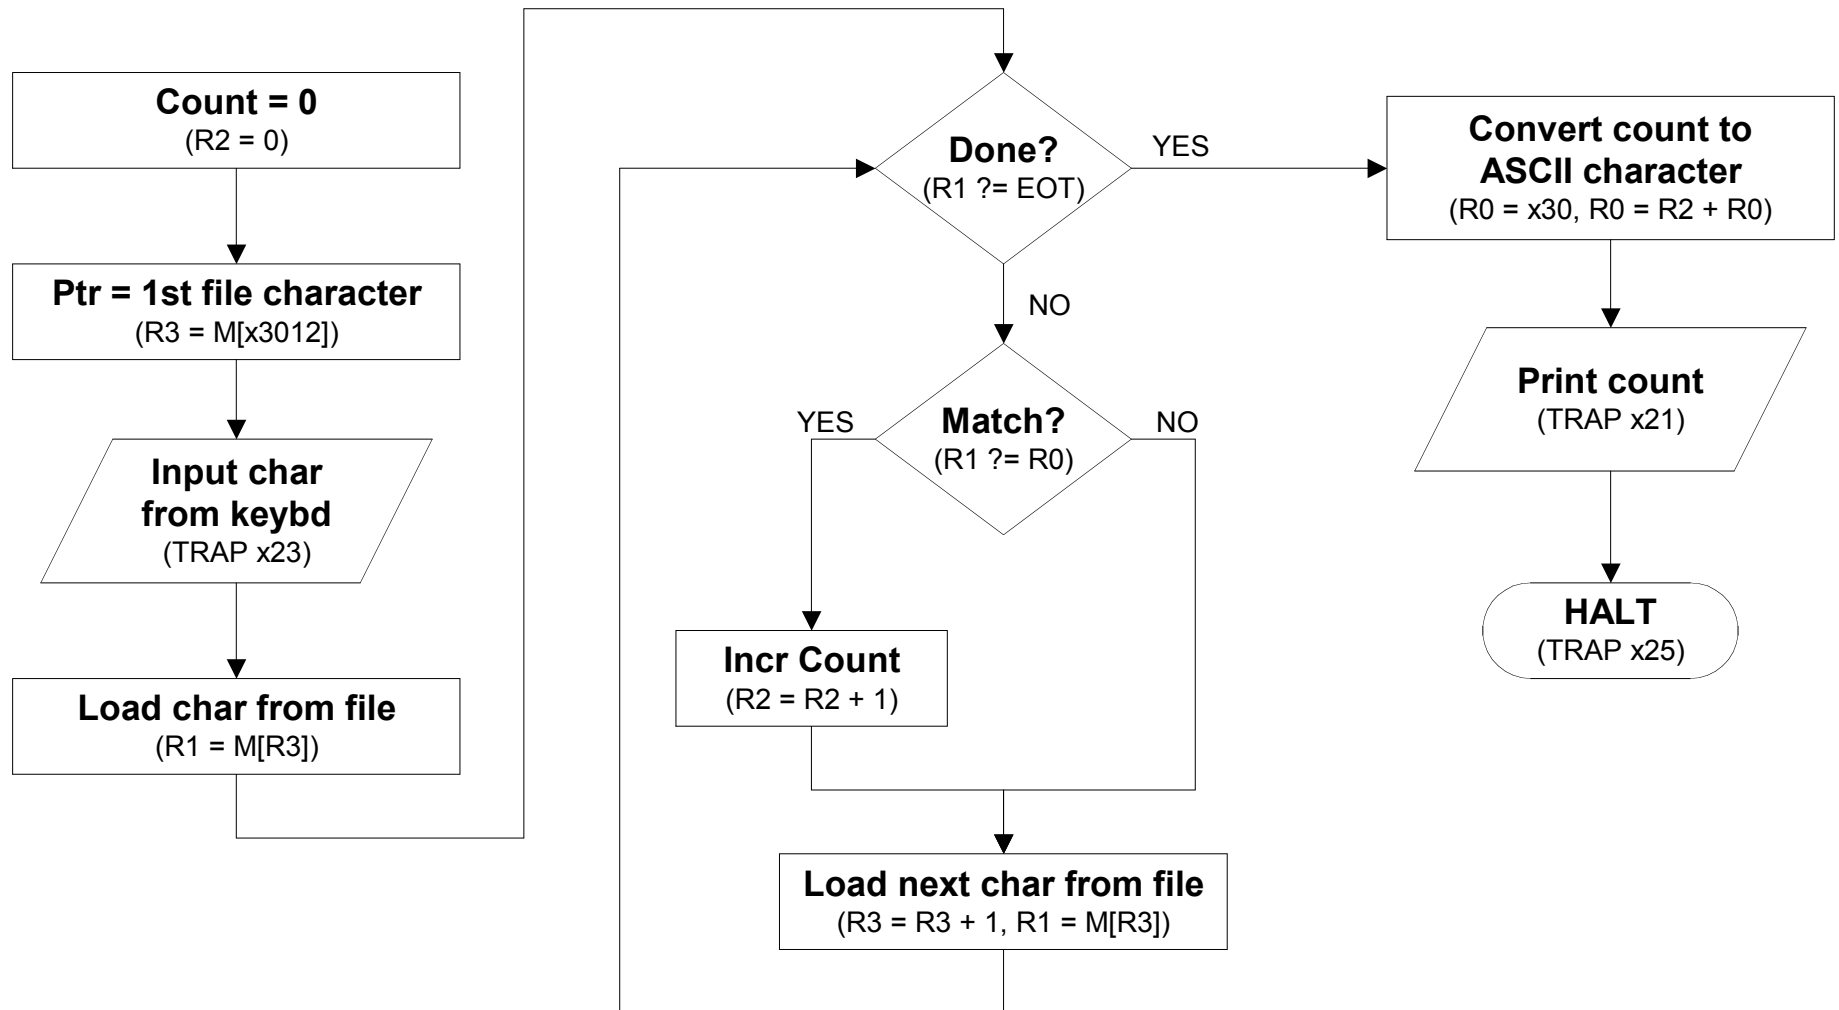 Count = 0
(R2 = 0)
Ptr = 1st file character
(R3 = M[x3012])
Input char
from keybd
(TRAP x23)
Load char from file
(R1 = M[R3])
Done?
(R1 ?= EOT)
YES
NO
Match?
(R1 ?= R0)
YES
NO
Incr Count
(R2 = R2 + 1)
Load next char from file
(R3 = R3 + 1, R1 = M[R3])
Convert count to
ASCII character
(R0 = x30, R0 = R2 + R0)
Print count
(TRAP x21)
HALT
(TRAP x25)